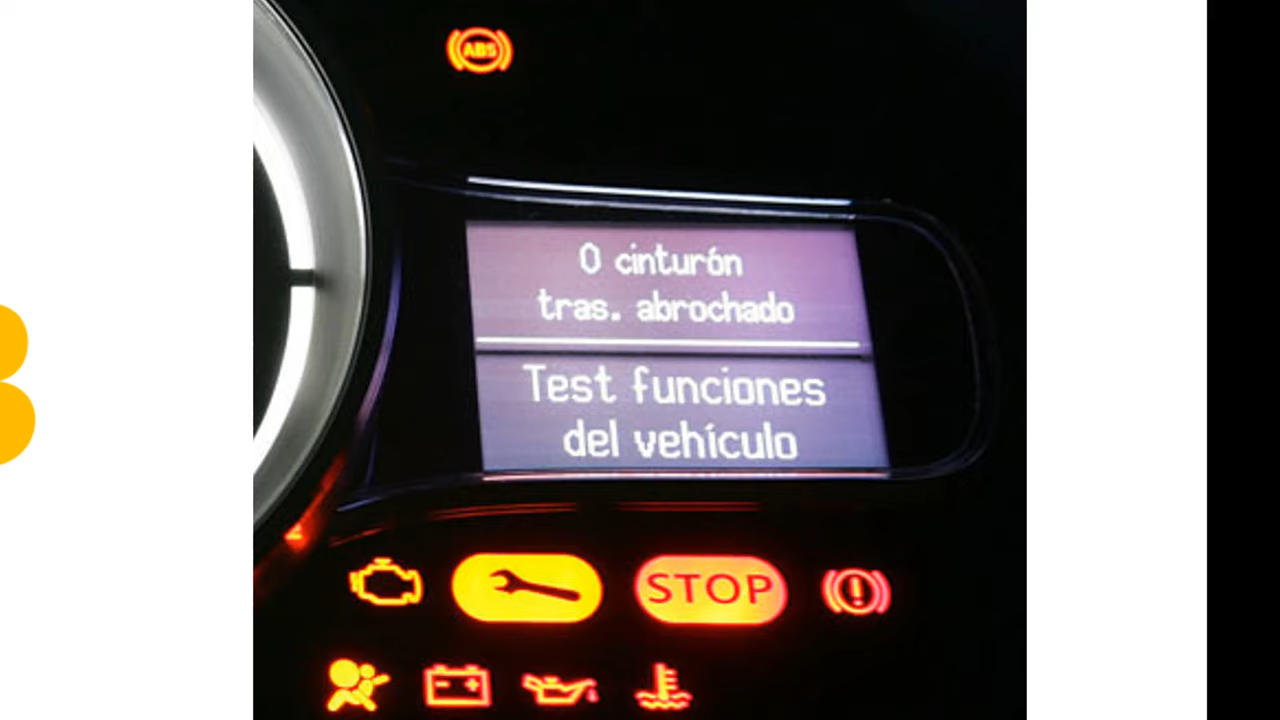 ABS
0 cinturón
tras. abrochado
Test funciones
del vehículo
STOP